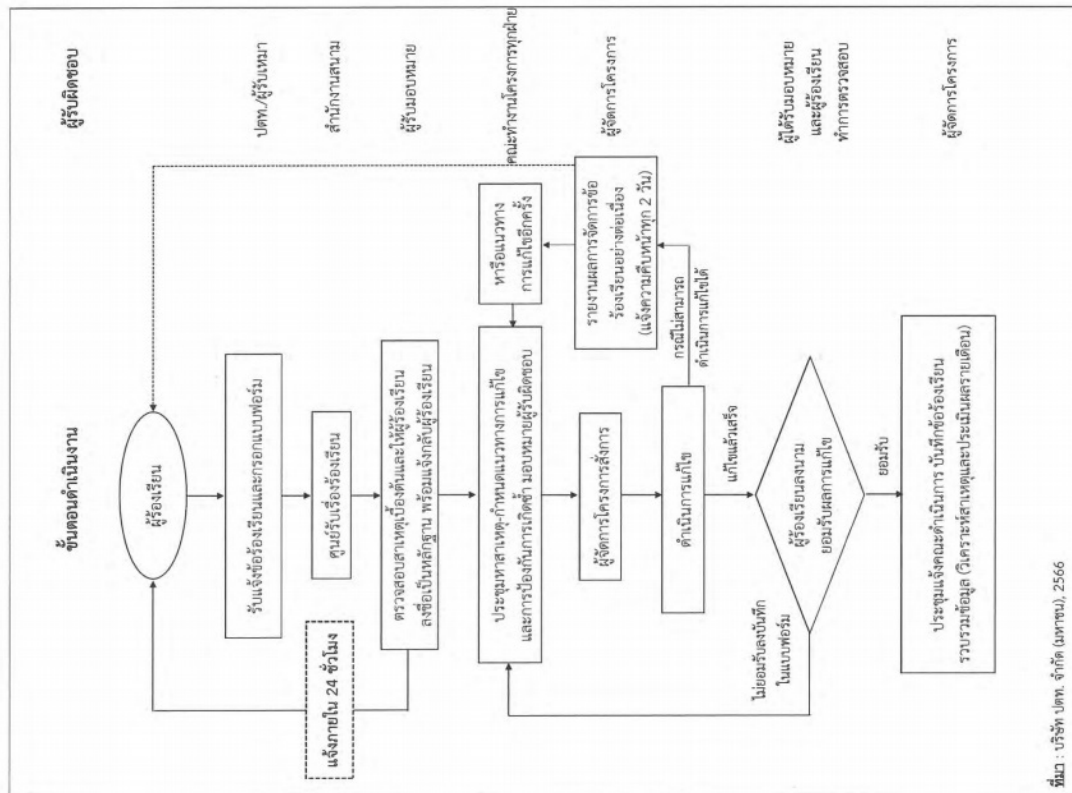 ขั้นตอนดำเนินงาน
ผู้รับผิดชอบ
ผู้ร้องเรียน
รับแจ้งข้อร้องเรียนและกรอกแบบฟอร์ม
ปตท./ผู้รับเหมา
แจ้งภายใน 24 ชั่วโมง
ศูนย์รับเรื่องร้องเรียน
สำนักงานสนาม
ตรวจสอบสาเหตุเบื้องต้นและให้ผู้ร้องเรียน
ลงชื่อเป็นหลักฐาน พร้อมแจ้งกลับผู้ร้องเรียน
ผู้รับมอบหมาย
ประชุมหาสาเหตุ-กำหนดแนวทางการแก้ไข
และการป้องกันการเกิดซ้ำ มอบหมายผู้รับผิดชอบ
หารือแนวทาง
การแก้ไขอีกครั้ง
คณะทำงานโครงการทุกฝ่าย
ผู้จัดการโครงการสั่งการ
รายงานผลการจัดการข้อ
ร้องเรียนอย่างต่อเนื่อง
(แจ้งความคืบหน้าทุก 2 วัน)
ผู้จัดการโครงการ
ดำเนินการแก้ไข
กรณีไม่สามารถ
ดำเนินการแก้ไขได้
แก้ไขแล้วเสร็จ
ไม่ยอมรับลงบันทึก
ในแบบฟอร์ม
ผู้ร้องเรียนลงนาม
ยอมรับผลการแก้ไข
ผู้ได้รับมอบหมาย
และผู้ร้องเรียน
ทำการตรวจสอบ
ยอมรับ
ประชุมแจ้งคณะดำเนินการ บันทึกข้อร้องเรียน
รวบรวมข้อมูล (วิเคราะห์สาเหตุและประเมินผลรายเดือน)
ผู้จัดการโครงการ
ที่มา : บริษัท ปตท. จำกัด (มหาชน), 2566